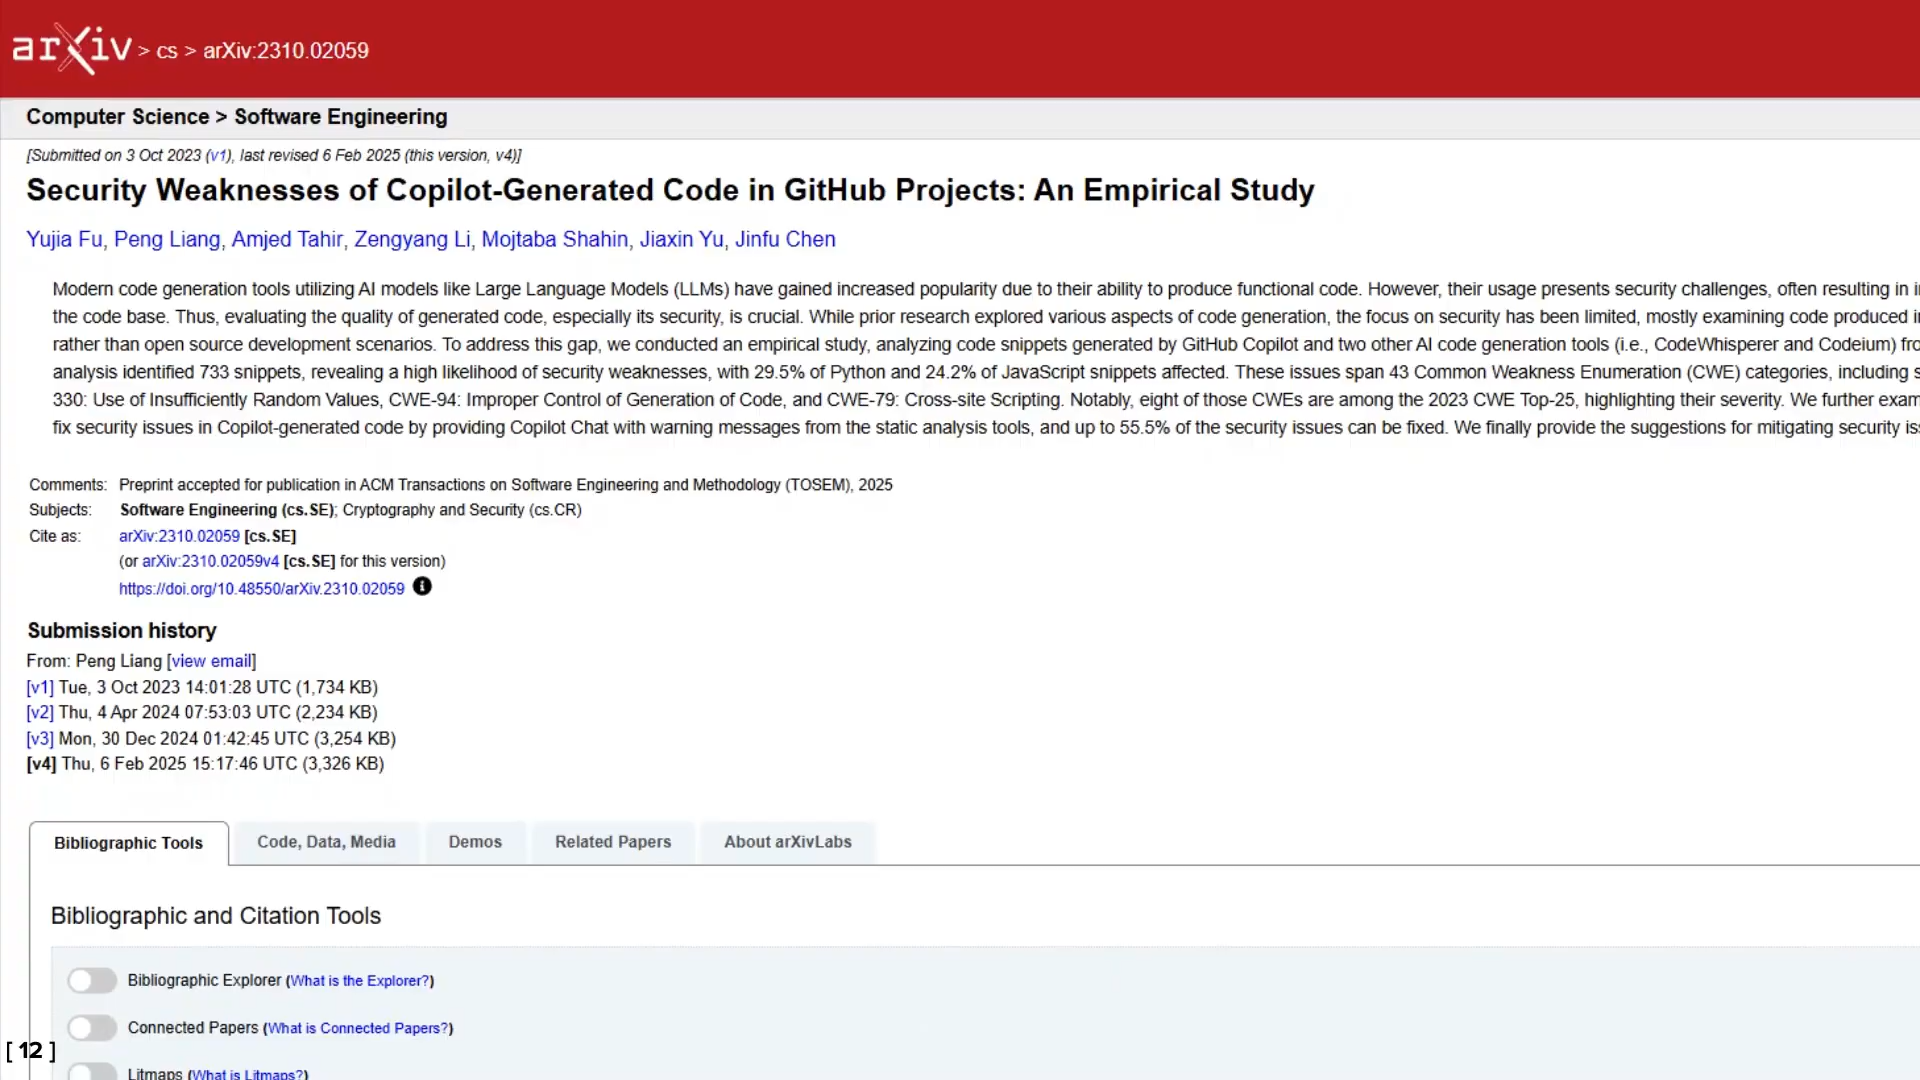 arXiv > cs > arXiv:2310.02059
Computer Science > Software Engineering
[Submitted on 3 Oct 2023 (v1), last revised 6 Feb 2025 (this version, v4)]
Security Weaknesses of Copilot-Generated Code in GitHub Projects: An Empirical Study
Yujia Fu, Peng Liang, Amjed Tahir, Zengyang Li, Mojtaba Shahin, Jiaxin Yu, Jinfu Chen
Modern code generation tools utilizing AI models like Large Language Models (LLMs) have gained increased popularity due to their ability to produce functional code. However, their usage presents security challenges, often resulting in
the code base. Thus, evaluating the quality of generated code, especially its security, is crucial. While prior research explored various aspects of code generation, the focus on security has been limited, mostly examining code produced
rather than open source development scenarios. To address this gap, we conducted an empirical study, analyzing code snippets generated by GitHub Copilot and two other AI code generation tools (i.e., CodeWhisperer and Codeium)
analysis identified 733 snippets, revealing a high likelihood of security weaknesses, with 29.5% of Python and 24.2% of JavaScript snippets affected. These issues span 43 Common Weakness Enumeration (CWE) categories, including
330: Use of Insufficiently Random Values, CWE-94: Improper Control of Generation of Code, and CWE-79: Cross-site Scripting. Notably, eight of those CWEs are among the 2023 CWE Top-25, highlighting their severity. We further
fix security issues in Copilot-generated code by providing Copilot Chat with warning messages from the static analysis tools, and up to 55.5% of the security issues can be fixed. We finally provide the suggestions for mitigating security
Comments: Preprint accepted for publication in ACM Transactions on Software Engineering and Methodology (TOSEM), 2025
Subjects: Software Engineering (cs.SE); Cryptography and Security (cs.CR)
Cite as: arXiv:2310.02059 [cs.SE]
(or arXiv:2310.02059v4 [cs.SE] for this version)
https://doi.org/10.48550/arXiv.2310.02059
Submission history
From: Peng Liang [view email]
[v1] Tue, 3 Oct 2023 14:01:28 UTC (1,734 KB)
[v2] Thu, 4 Apr 2024 07:53:03 UTC (2,234 KB)
[v3] Mon, 30 Dec 2024 01:42:45 UTC (3,254 KB)
[v4] Thu, 6 Feb 2025 15:17:46 UTC (3,326 KB)
Bibliographic Tools Code, Data, Media Demos Related Papers About arXivLabs
Bibliographic and Citation Tools
Bibliographic Explorer (What is the Explorer?)
Connected Papers (What is Connected Papers?)
[ 12 ]
Litmaps (What is Litmaps?)